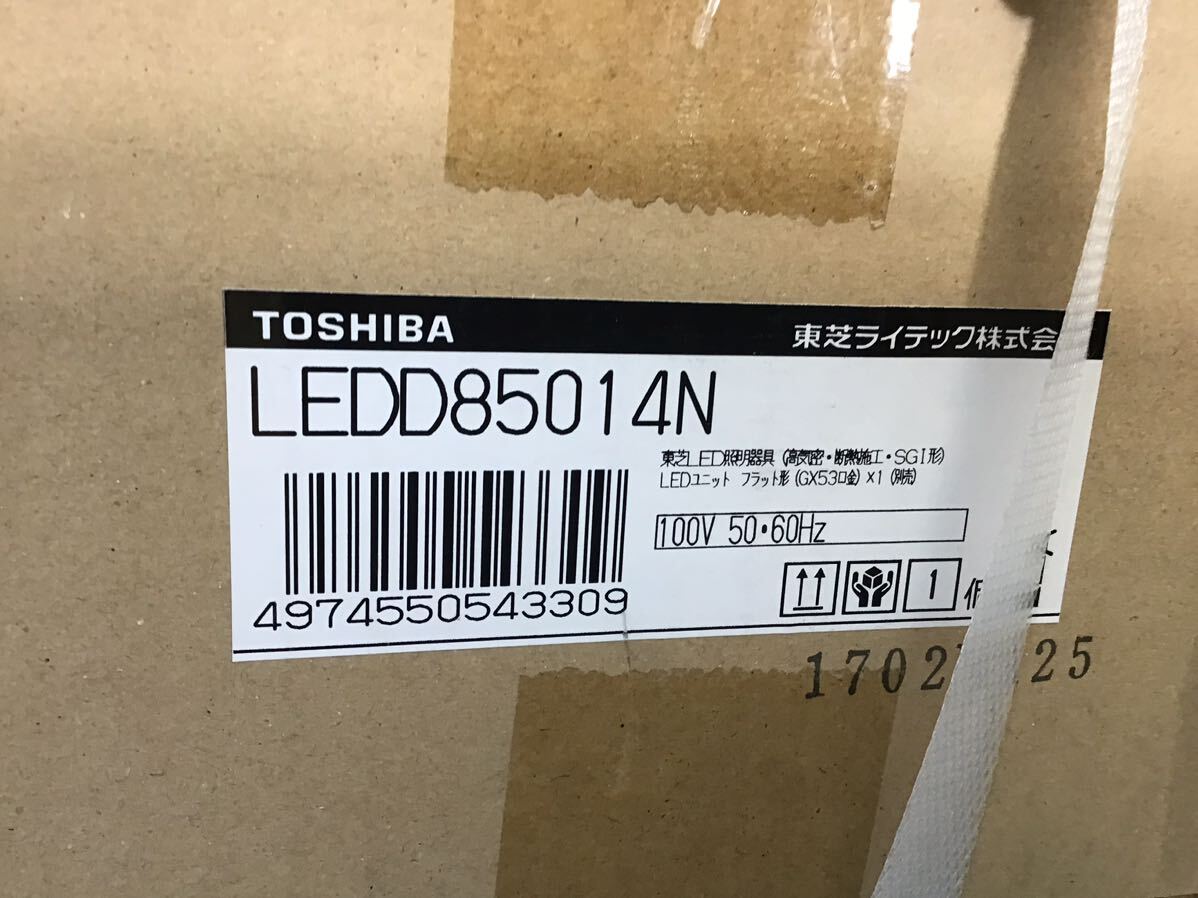 TOSHIBA 東芝ライテック株式会
LEDD85014N
東芝LED照明器具 (高気密・断熱施工・SGI形)
LEDユニット フラット形 (GX53口金) ×1 (別売)
100V 50・60Hz
1
4974550543309
1702 25